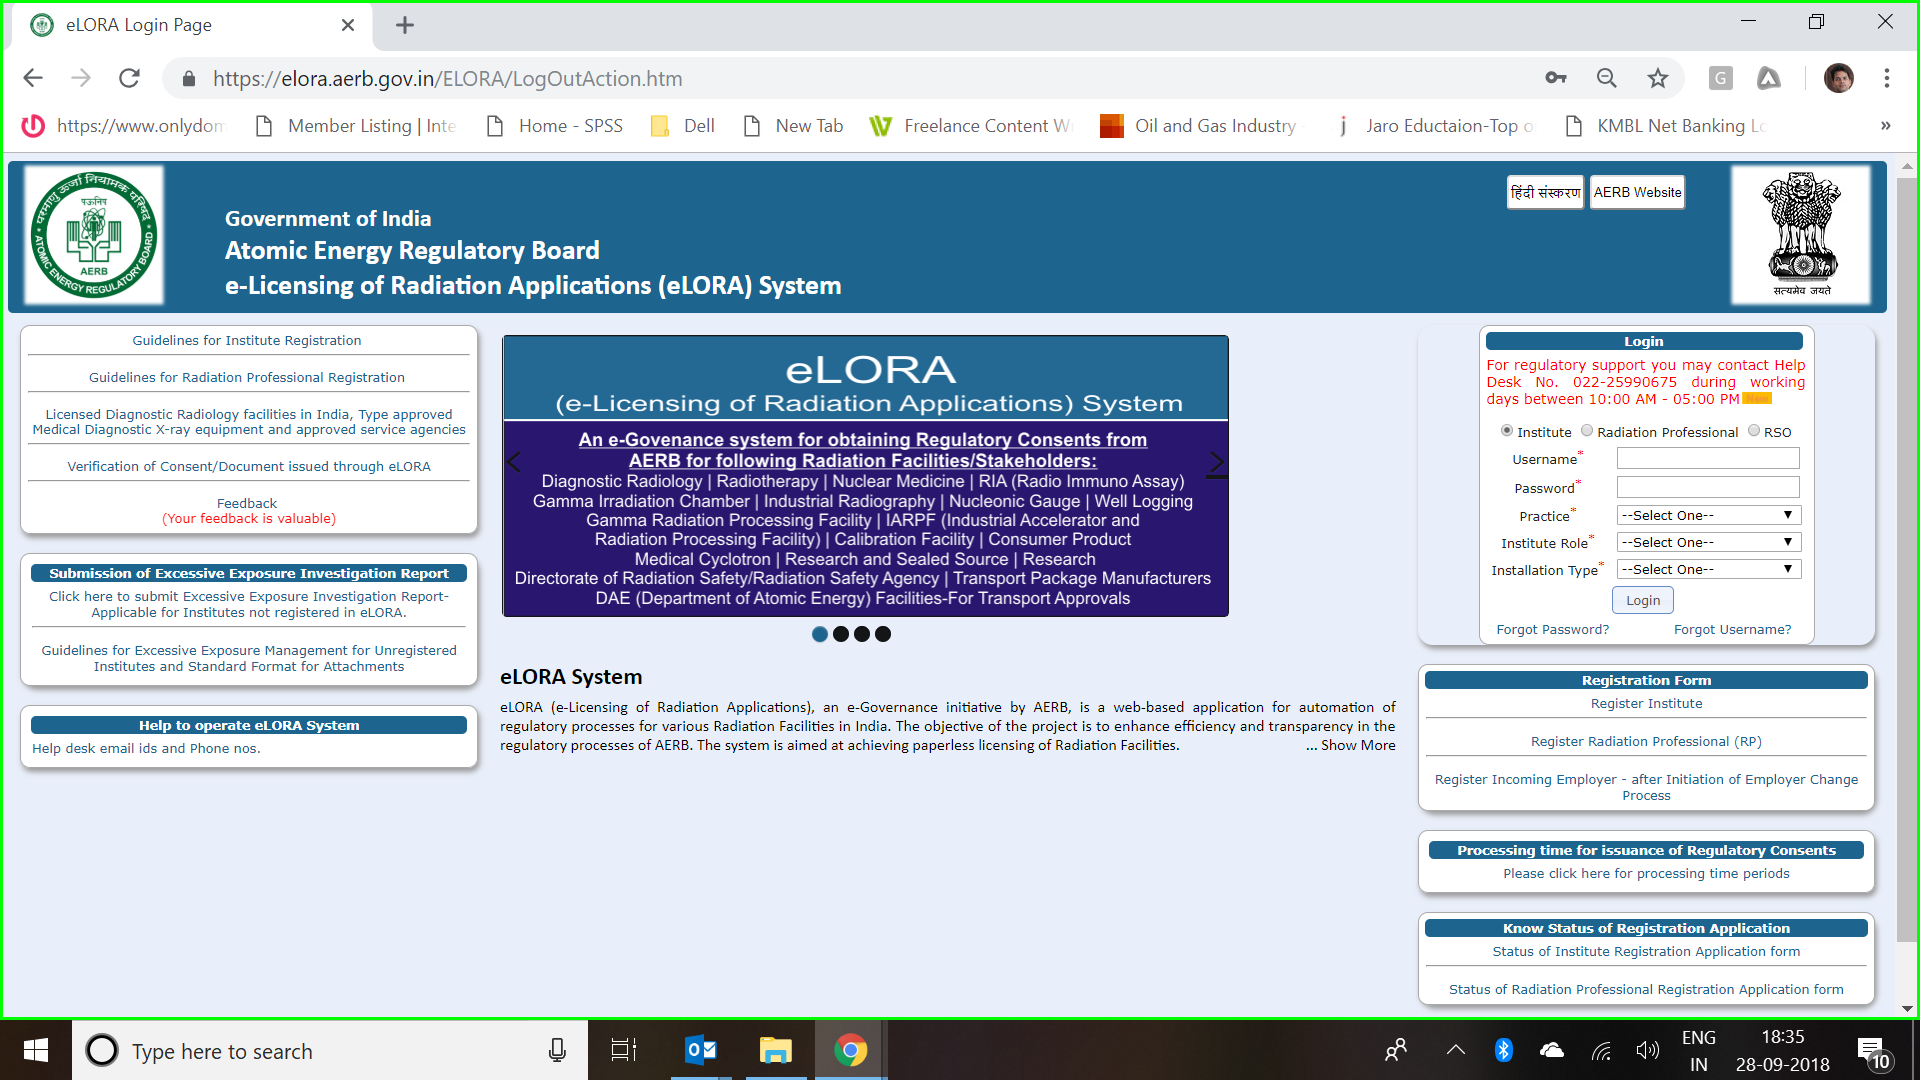 eLORA Login Page
https://elora.aerb.gov.in/ELORA/LogOutAction.htm
G
https://www.onlydom
Member Listing | Inte
Home - SPSS
Dell
New Tab
Freelance Content W
Oil and Gas Industry
Jaro Eductaion-Top o
KMBL Net Banking Lo
»
परमाणु ऊर्जा नियामक परिषद
पऊनिप
AERB
ATOMIC ENERGY REGULATORY BOARD
Government of India
Atomic Energy Regulatory Board
e-Licensing of Radiation Applications (eLORA) System
हिंदी संस्करण
AERB Website
सत्यमेव जयते
Guidelines for Institute Registration
Guidelines for Radiation Professional Registration
Licensed Diagnostic Radiology facilities in India, Type approved
Medical Diagnostic X-ray equipment and approved service agencies
Verification of Consent/Document issued through eLORA
Feedback
(Your feedback is valuable)
Submission of Excessive Exposure Investigation Report
Click here to submit Excessive Exposure Investigation Report-
Applicable for Institutes not registered in eLORA.
Guidelines for Excessive Exposure Management for Unregistered
Institutes and Standard Format for Attachments
Help to operate eLORA System
Help desk email ids and Phone nos.
eLORA
(e-Licensing of Radiation Applications) System
An e-Govenance system for obtaining Regulatory Consents from
AERB for following Radiation Facilities/Stakeholders:
Diagnostic Radiology | Radiotherapy | Nuclear Medicine | RIA (Radio Immuno Assay)
Gamma Irradiation Chamber | Industrial Radiography | Nucleonic Gauge | Well Logging
Gamma Radiation Processing Facility | IARPF (Industrial Accelerator and
Radiation Processing Facility) | Calibration Facility | Consumer Product
Medical Cyclotron | Research and Sealed Source | Research
Directorate of Radiation Safety/Radiation Safety Agency | Transport Package Manufacturers
DAE (Department of Atomic Energy) Facilities-For Transport Approvals
eLORA System
eLORA (e-Licensing of Radiation Applications), an e-Governance initiative by AERB, is a web-based application for automation of
regulatory processes for various Radiation Facilities in India. The objective of the project is to enhance efficiency and transparency in the
regulatory processes of AERB. The system is aimed at achieving paperless licensing of Radiation Facilities.
... Show More
Login
For regulatory support you may contact Help
Desk No. 022-25990675 during working
days between 10:00 AM - 05:00 PM
Institute Radiation Professional RSO
Username*
Password*
Practice* --Select One--
Institute Role* --Select One--
Installation Type* --Select One--
Login
Forgot Password? Forgot Username?
Registration Form
Register Institute
Register Radiation Professional (RP)
Register Incoming Employer - after Initiation of Employer Change
Process
Processing time for issuance of Regulatory Consents
Please click here for processing time periods
Know Status of Registration Application
Status of Institute Registration Application form
Status of Radiation Professional Registration Application form
Type here to search
ENG
IN
18:35
28-09-2018
10